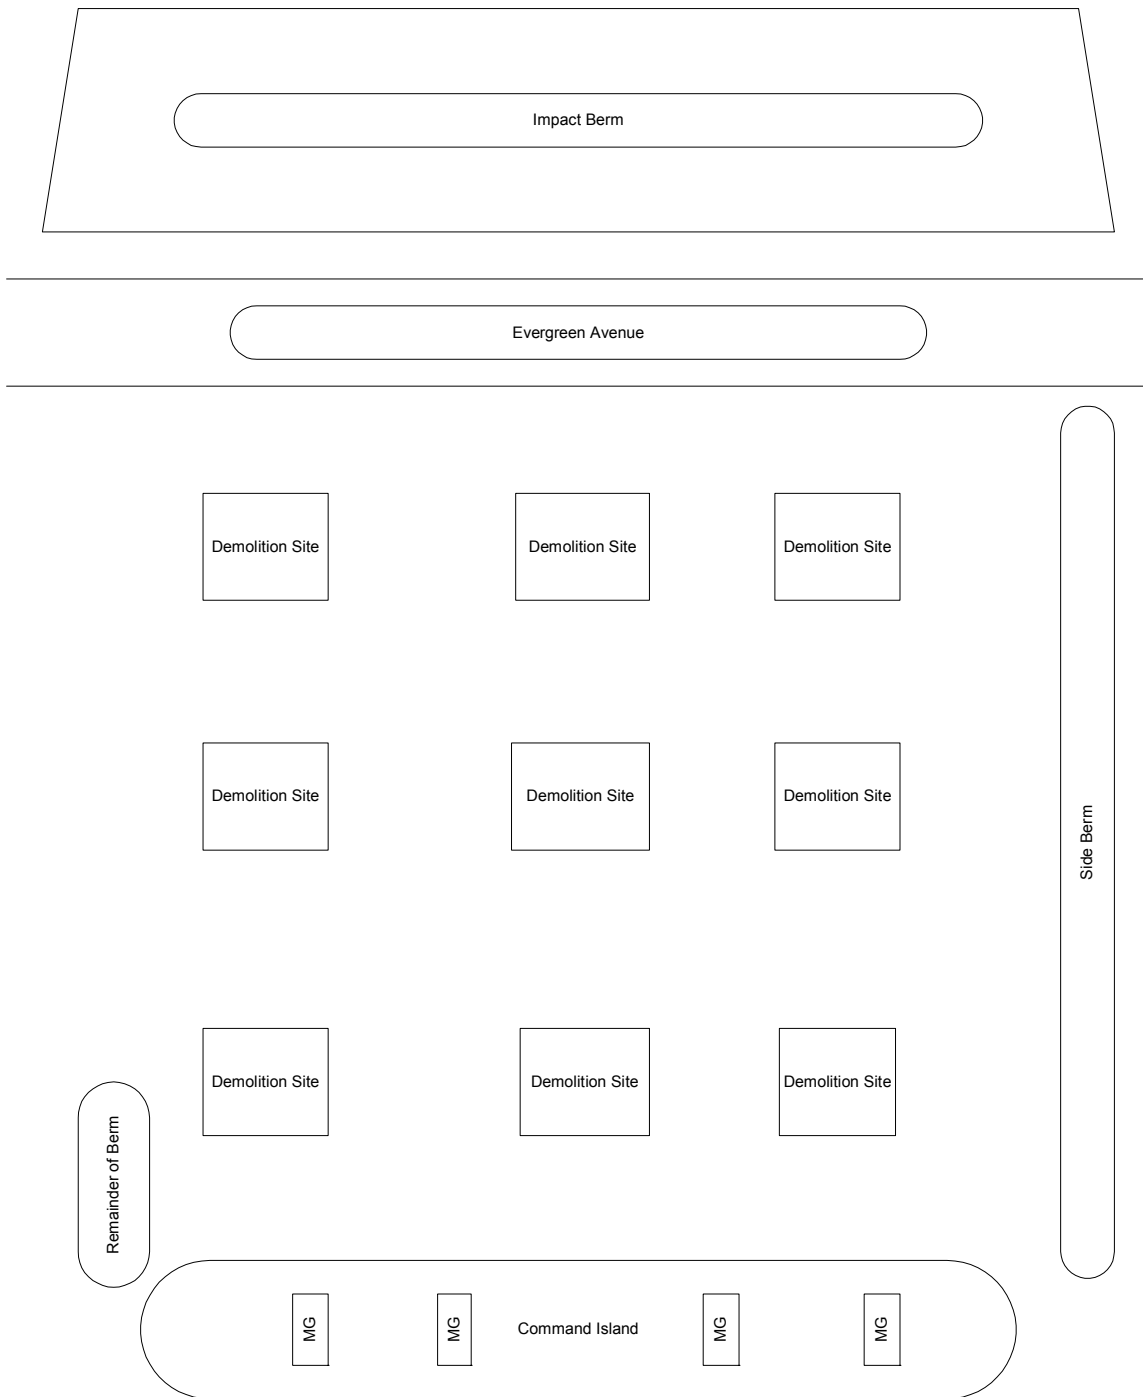 Impact Berm
Evergreen Avenue
Demolition Site
Demolition Site
Demolition Site
Demolition Site
Demolition Site
Demolition Site
Side Berm
Demolition Site
Demolition Site
Demolition Site
Remainder of Berm
MG
MG
Command Island
MG
MG